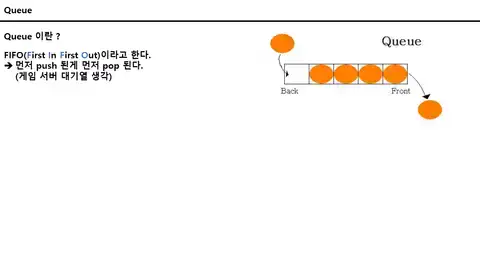 Queue
Queue 이란 ?
FIFO(First In First Out)이라고 한다.
➔ 먼저 push 된게 먼저 pop 된다.
(게임 서버 대기열 생각)
Queue
Back
Front